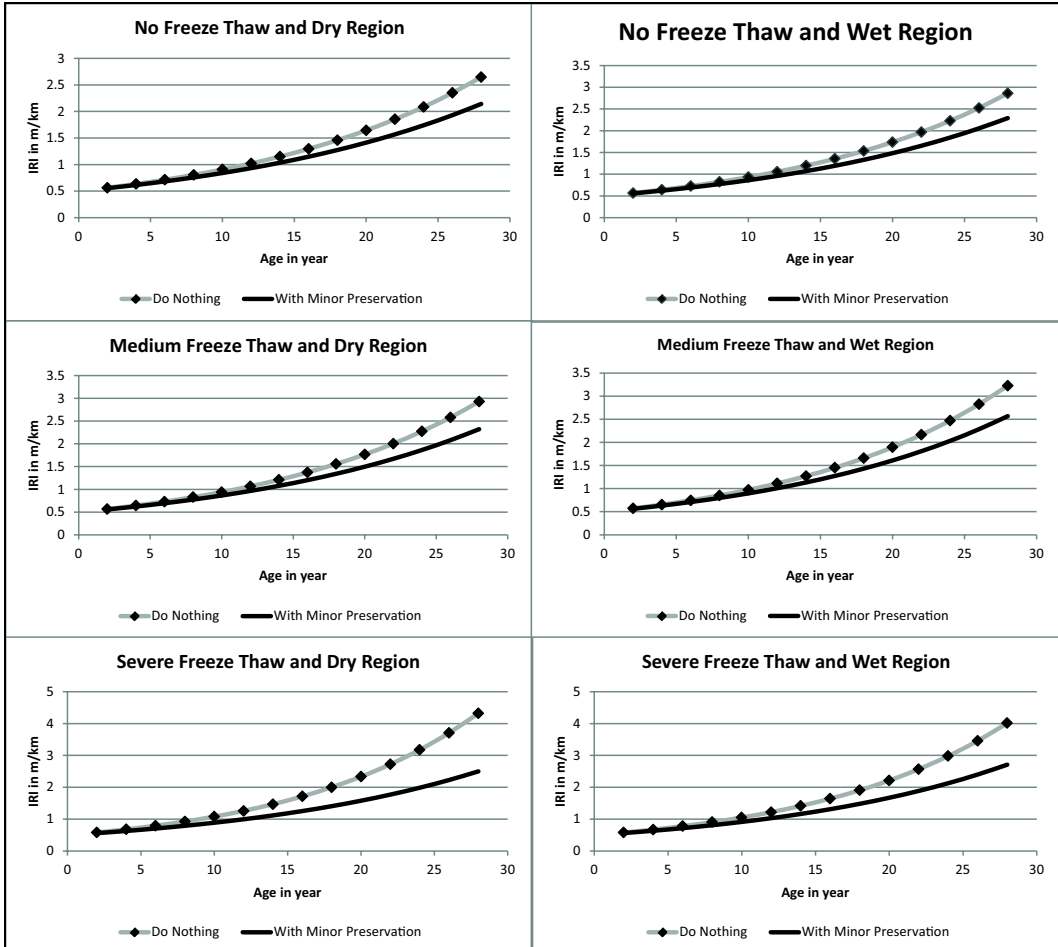 No Freeze Thaw and Dry Region
IRI in m/km
3
2.5
2
1.5
1
0.5
0
0 5 10 15 20 25 30
Age in year
Do Nothing With Minor Preservation
No Freeze Thaw and Wet Region
IRI in m/km
3.5
3
2.5
2
1.5
1
0.5
0
0 5 10 15 20 25 30
Age in year
Do Nothing With Minor Preservation
Medium Freeze Thaw and Dry Region
IRI in m/km
3.5
3
2.5
2
1.5
1
0.5
0
0 5 10 15 20 25 30
Age in year
Do Nothing With Minor Preservation
Medium Freeze Thaw and Wet Region
IRI in m/km
3.5
3
2.5
2
1.5
1
0.5
0
0 5 10 15 20 25 30
Age in year
Do Nothing With Minor Preservation
Severe Freeze Thaw and Dry Region
IRI in m/km
5
4
3
2
1
0
0 5 10 15 20 25 30
Age in year
Do Nothing With Minor Preservation
Severe Freeze Thaw and Wet Region
IRI in m/km
5
4
3
2
1
0
0 5 10 15 20 25 30
Age in year
Do Nothing With Minor Preservation